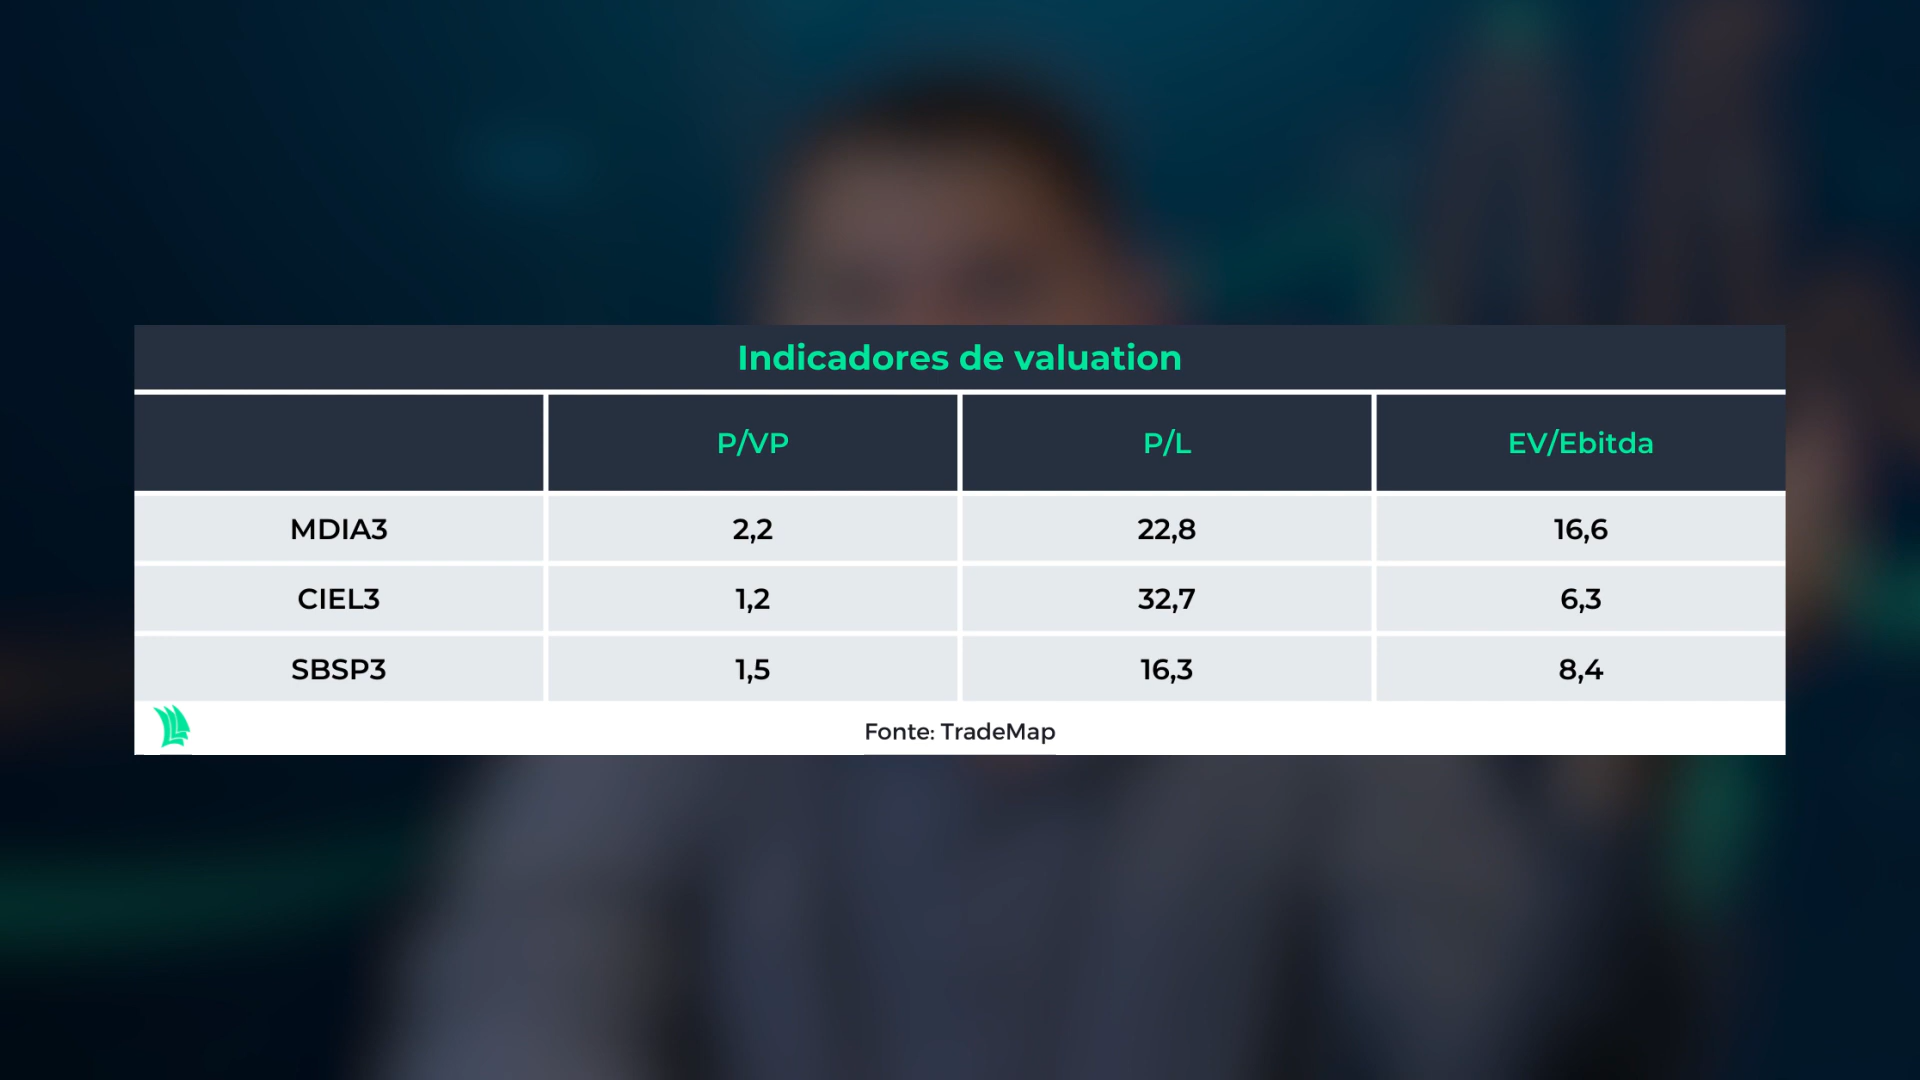 Indicadores de valuation
P/VP P/L EV/Ebitda
MDIA3 2,2 22,8 16,6
CIEL3 1,2 32,7 6,3
SBSP3 1,5 16,3 8,4
Fonte: TradeMap